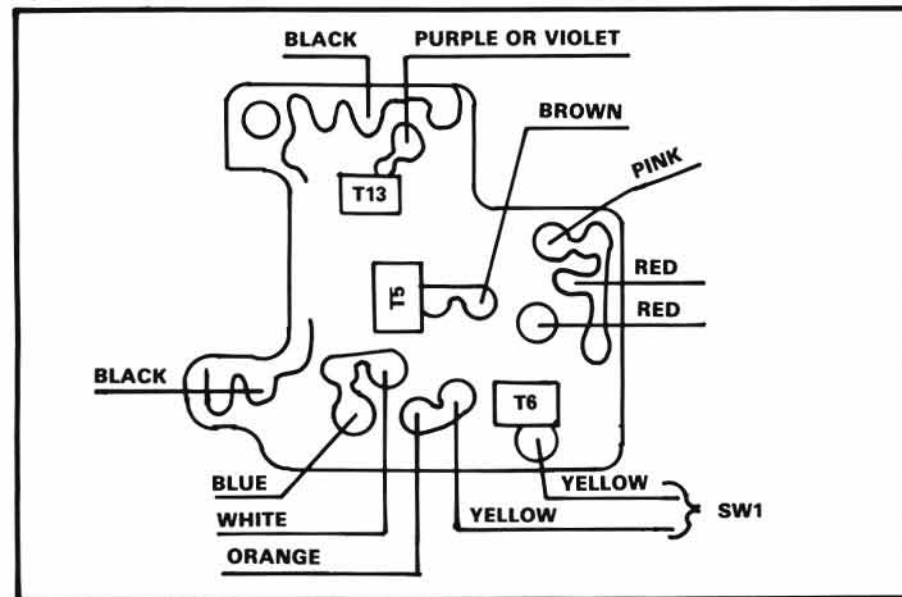 BLACK
PURPLE OR VIOLET
BROWN
PINK
T13
RED
T5
RED
BLACK
T6
BLUE
YELLOW
WHITE
YELLOW
SW1
ORANGE